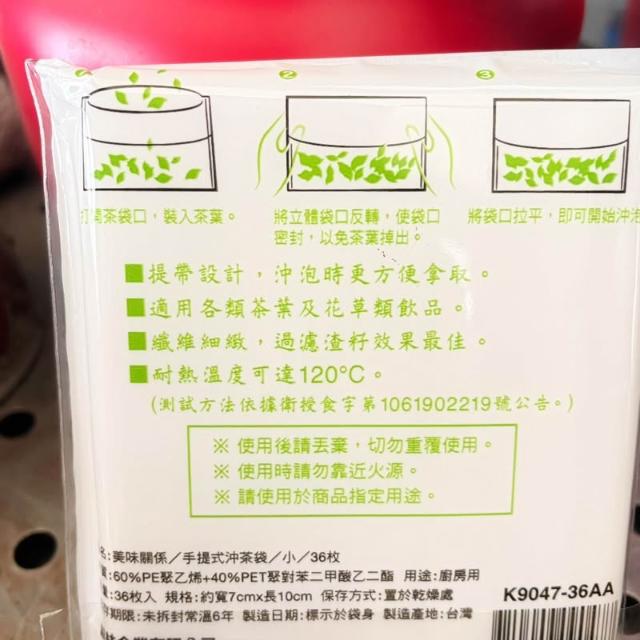 ② ③
打開茶袋口，裝入茶葉。
將立體袋口反轉，使袋口
密封，以免茶葉掉出。
將袋口拉平，即可開始沖泡
■提帶設計，沖泡時更方便拿取。
■適用各類茶葉及花草類飲品。
■纖維細緻，過濾渣籽效果最佳。
■耐熱溫度可達120°C。
(測試方法依據衛授食字第1061902219號公告。)
※ 使用後請丟棄，切勿重覆使用。
※ 使用時請勿靠近火源。
※ 請使用於商品指定用途。
名:美味關係／手提式沖茶袋／小／36枚
:60%PE聚乙烯+40%PET聚對苯二甲酸乙二酯 用途:廚房用
:36枚入 規格:約寬7cmx長10cm 保存方式:置於乾燥處
存期限:未拆封常溫6年 製造日期:標示於袋身 製造產地:台灣
K9047-36AA